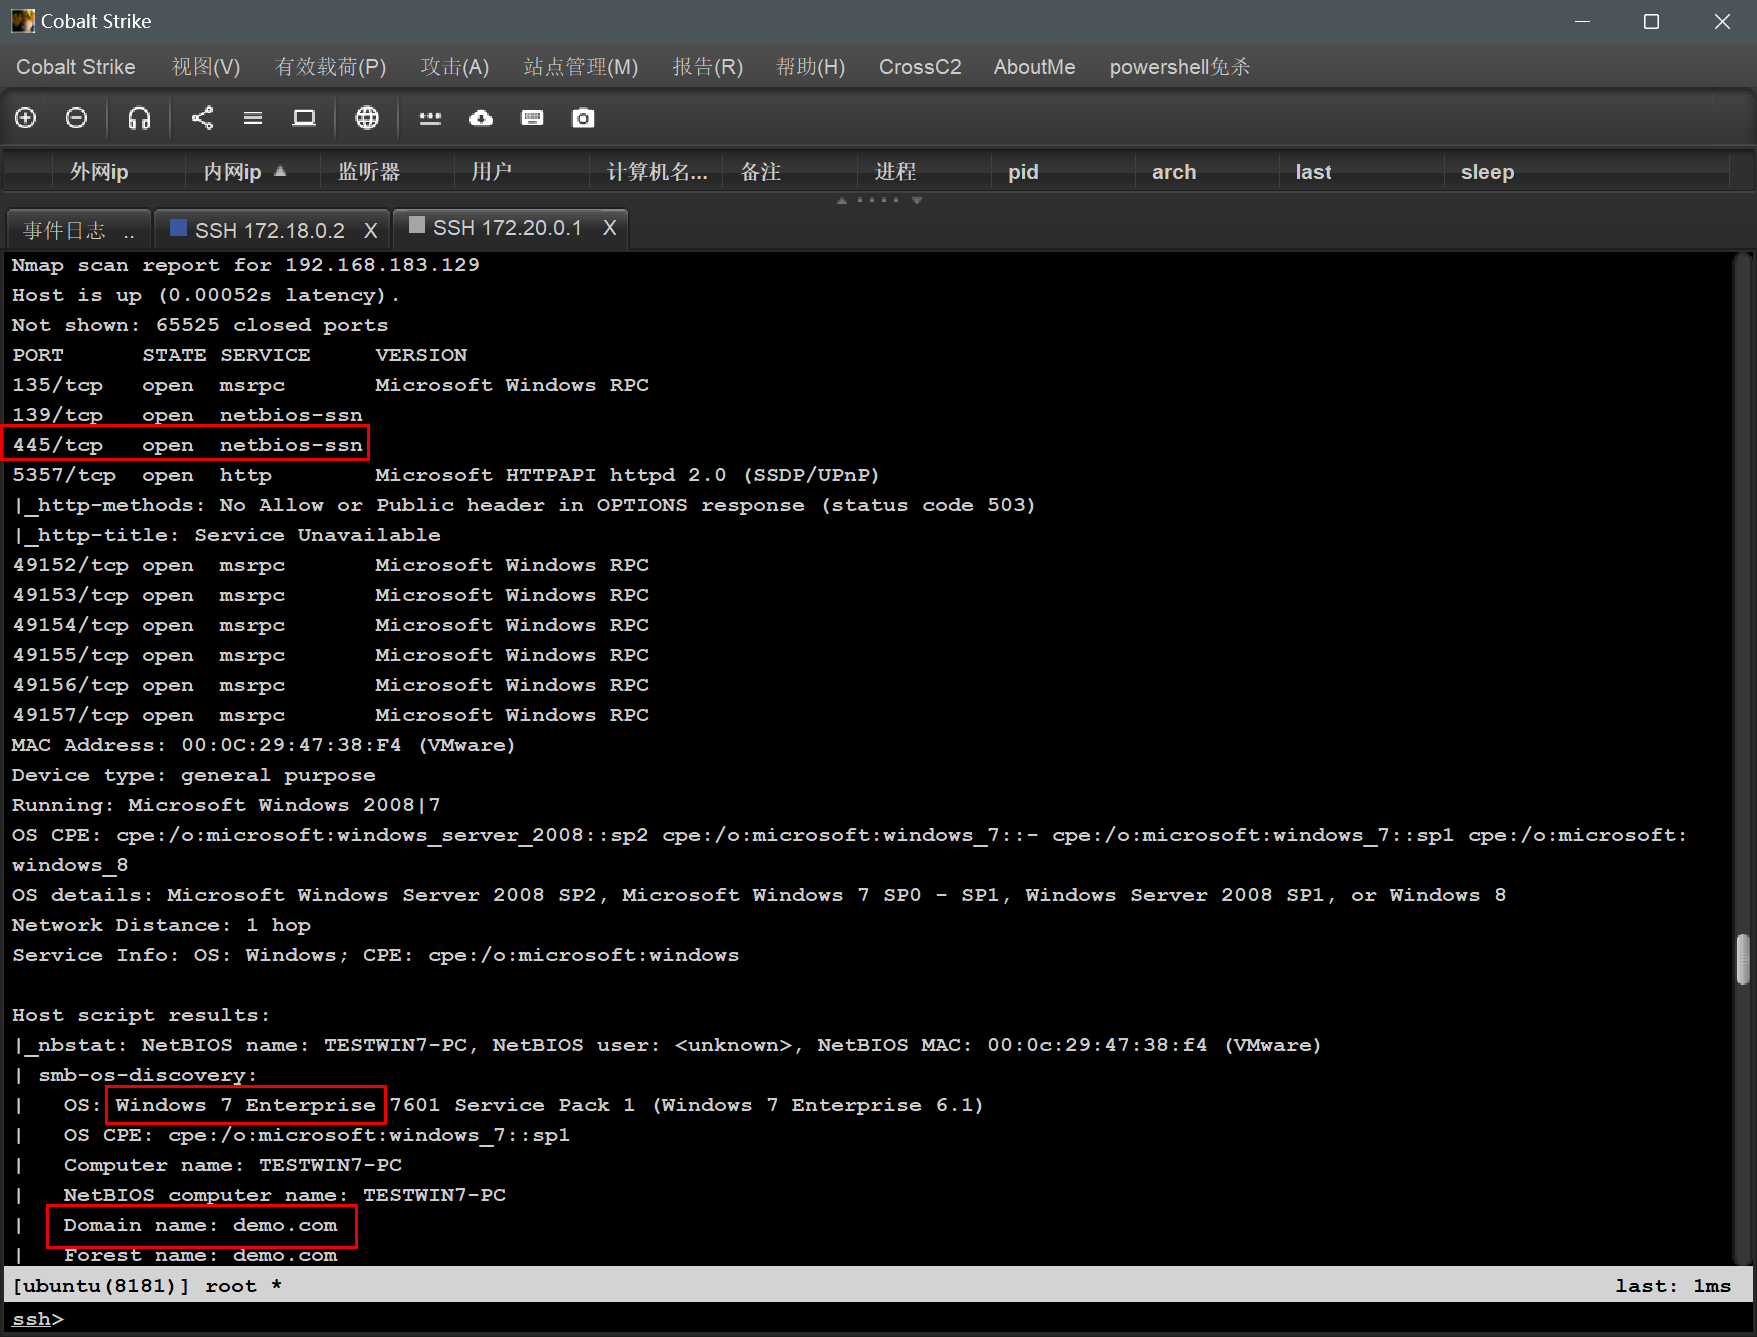 Cobalt Strike
Cobalt Strike 视图(V) 有效载荷(P) 攻击(A) 站点管理(M) 报告(R) 帮助(H) CrossC2 AboutMe powershell免杀
外网ip 内网ip 监听器 用户 计算机名... 备注 进程 pid arch last sleep
事件日志 .. SSH 172.18.0.2 X SSH 172.20.0.1 X
Nmap scan report for 192.168.183.129
Host is up (0.00052s latency).
Not shown: 65525 closed ports
PORT STATE SERVICE VERSION
135/tcp open msrpc Microsoft Windows RPC
139/tcp open netbios-ssn
445/tcp open netbios-ssn
5357/tcp open http Microsoft HTTPAPI httpd 2.0 (SSDP/UPnP)
|_http-methods: No Allow or Public header in OPTIONS response (status code 503)
|_http-title: Service Unavailable
49152/tcp open msrpc Microsoft Windows RPC
49153/tcp open msrpc Microsoft Windows RPC
49154/tcp open msrpc Microsoft Windows RPC
49155/tcp open msrpc Microsoft Windows RPC
49156/tcp open msrpc Microsoft Windows RPC
49157/tcp open msrpc Microsoft Windows RPC
MAC Address: 00:0C:29:47:38:F4 (VMware)
Device type: general purpose
Running: Microsoft Windows 2008|7
OS CPE: cpe:/o:microsoft:windows_server_2008::sp2 cpe:/o:microsoft:windows_7::- cpe:/o:microsoft:windows_7::sp1 cpe:/o:microsoft:
windows_8
OS details: Microsoft Windows Server 2008 SP2, Microsoft Windows 7 SP0 - SP1, Windows Server 2008 SP1, or Windows 8
Network Distance: 1 hop
Service Info: OS: Windows; CPE: cpe:/o:microsoft:windows
Host script results:
|_nbstat: NetBIOS name: TESTWIN7-PC, NetBIOS user: <unknown>, NetBIOS MAC: 00:0c:29:47:38:f4 (VMware)
| smb-os-discovery:
| OS: Windows 7 Enterprise 7601 Service Pack 1 (Windows 7 Enterprise 6.1)
| OS CPE: cpe:/o:microsoft:windows_7::sp1
| Computer name: TESTWIN7-PC
| NetBIOS computer name: TESTWIN7-PC
| Domain name: demo.com
| Forest name: demo.com
[ubuntu(8181)] root * last: 1ms
ssh>